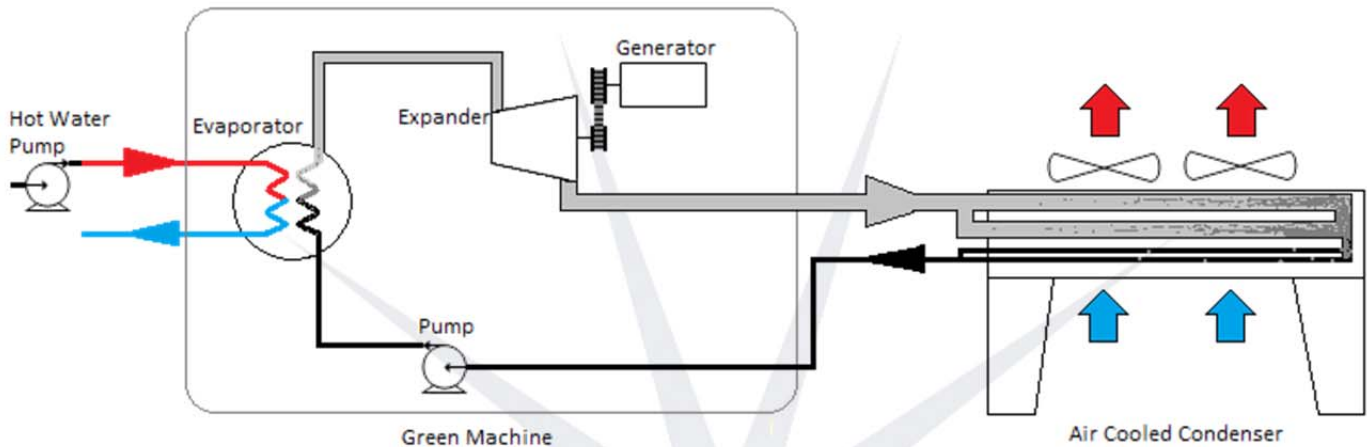 Generator
Hot Water
Pump
Evaporator
Expander
Pump
Green Machine
Air Cooled Condenser